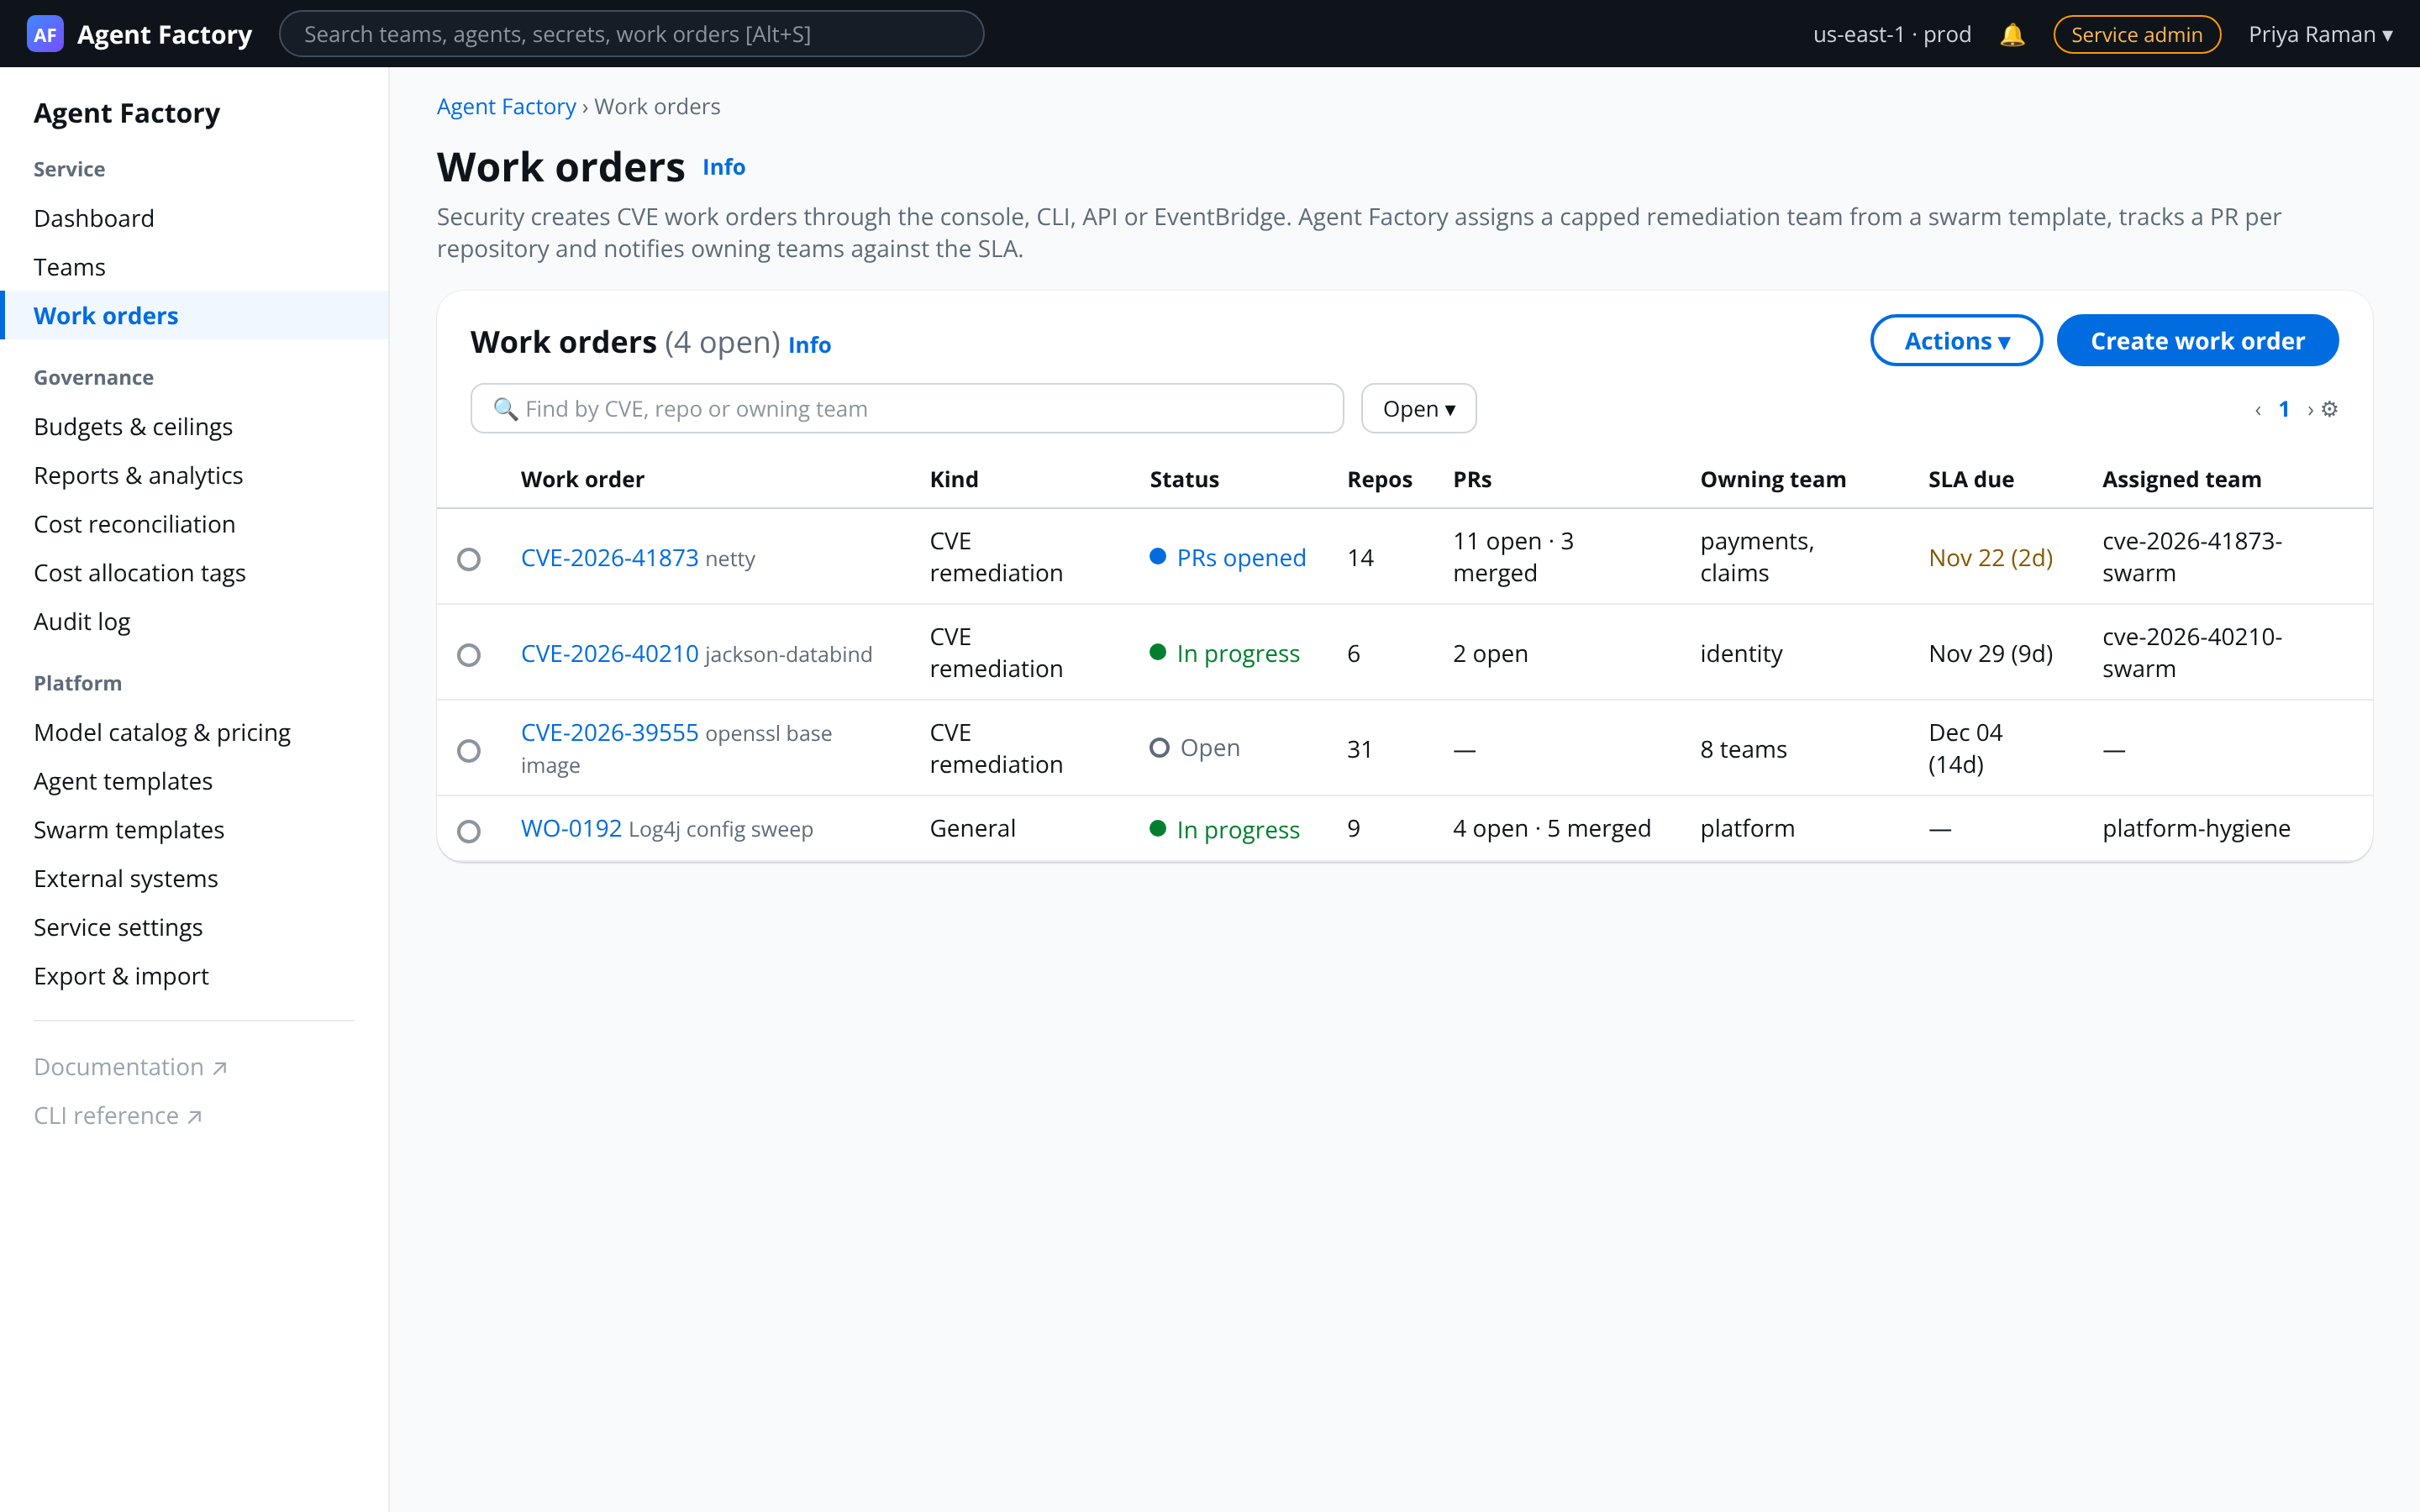 AF Agent Factory Search teams, agents, secrets, work orders [Alt+S] us-east-1 · prod Service admin Priya Raman ▾
Agent Factory
Service
Dashboard
Teams
Work orders
Governance
Budgets & ceilings
Reports & analytics
Cost reconciliation
Cost allocation tags
Audit log
Platform
Model catalog & pricing
Agent templates
Swarm templates
External systems
Service settings
Export & import
Documentation ↗
CLI reference ↗
Agent Factory › Work orders
Work orders Info
Security creates CVE work orders through the console, CLI, API or EventBridge. Agent Factory assigns a capped remediation team from a swarm template, tracks a PR per
repository and notifies owning teams against the SLA.
Work orders (4 open) Info Actions ▾ Create work order
Find by CVE, repo or owning team Open ▾ ‹ 1 ›
Work order Kind Status Repos PRs Owning team SLA due Assigned team
CVE-2026-41873 netty CVE remediation PRs opened 14 11 open · 3 merged payments, claims Nov 22 (2d) cve-2026-41873-swarm
CVE-2026-40210 jackson-databind CVE remediation In progress 6 2 open identity Nov 29 (9d) cve-2026-40210-swarm
CVE-2026-39555 openssl base image CVE remediation Open 31 — 8 teams Dec 04 (14d) —
WO-0192 Log4j config sweep General In progress 9 4 open · 5 merged platform — platform-hygiene